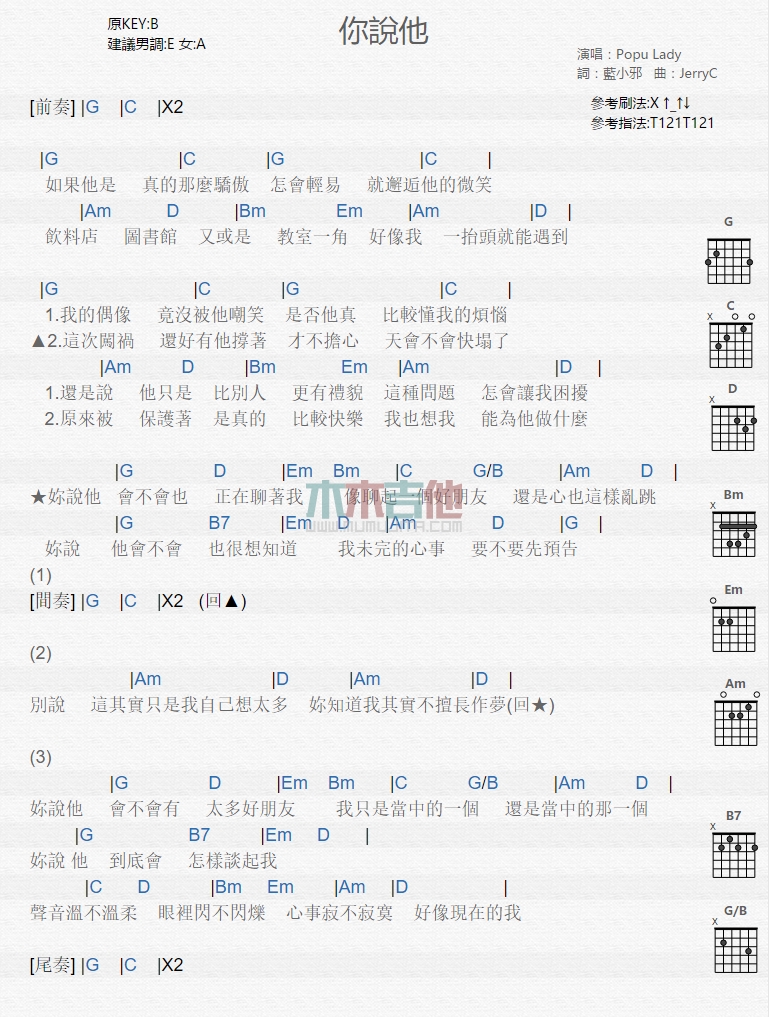 原KEY:B
建議男調:E 女:A
你說他
演唱：Popu Lady
詞：藍小邪 曲：JerryC
參考刷法:X↑_↑↓
參考指法:T121T121
[前奏] |G |C |X2
|G |C |G |C |
如果他是 真的那麼驕傲 怎會輕易 就邂逅他的微笑
|Am D |Bm Em |Am |D |
飲料店 圖書館 又或是 教室一角 好像我 一抬頭就能遇到
G
|G |C |G |C |
C
X
1.我的偶像 竟沒被他嘲笑 是否他真 比較懂我的煩惱
▲2.這次闖禍 還好有他撐著 才不擔心 天會不會快塌了
|Am D |Bm Em |Am |D |
D
X
1.還是說 他只是 比別人 更有禮貌 這種問題 怎會讓我困擾
2.原來被 保護著 是真的 比較快樂 我也想我 能為他做什麼
|G D |Em Bm |C G/B |Am D |
★妳說他 會不會也 正在聊著我 像聊起一個好朋友 還是心也這樣亂跳
木木吉他
WWW.MUMUGITA.COM
Bm
X
|G B7 |Em D |Am D |G |
妳說 他會不會 也很想知道 我未完的心事 要不要先預告
(1)
[間奏] |G |C |X2 (回▲)
Em
(2)
|Am |D |Am |D |
Am
別說 這其實只是我自己想太多 妳知道我其實不擅長作夢(回★)
(3)
|G D |Em Bm |C G/B |Am D |
妳說他 會不會有 太多好朋友 我只是當中的一個 還是當中的那一個
B7
X
|G B7 |Em D |
妳說 他 到底會 怎樣談起我
|C D |Bm Em |Am |D |
聲音溫不溫柔 眼裡閃不閃爍 心事寂不寂寞 好像現在的我
G/B
X
[尾奏] |G |C |X2